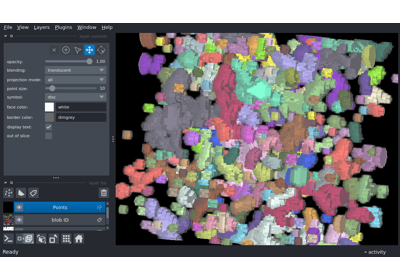 File View Layers Plugins Window Help
opacity: 1.00
blending: translucent
projection mode: all
point size: 10
symbol: disc
face color: white
border color: dimgray
display text:
out of slice:
Points
blob ID
Ready
activity